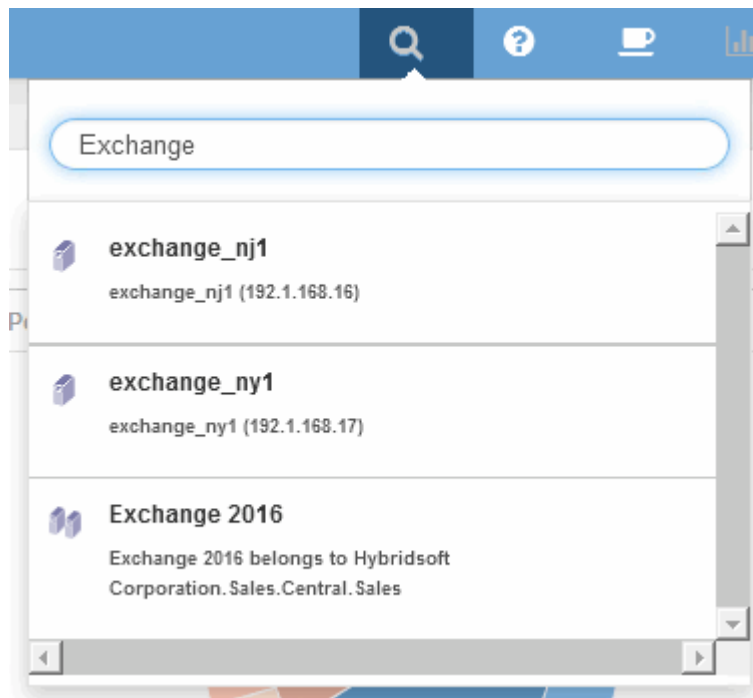 Exchange
exchange_nj1
exchange_nj1 (192.1.168.16)
exchange_ny1
exchange_ny1 (192.1.168.17)
Exchange 2016
Exchange 2016 belongs to Hybridsoft
Corporation.Sales.Central.Sales